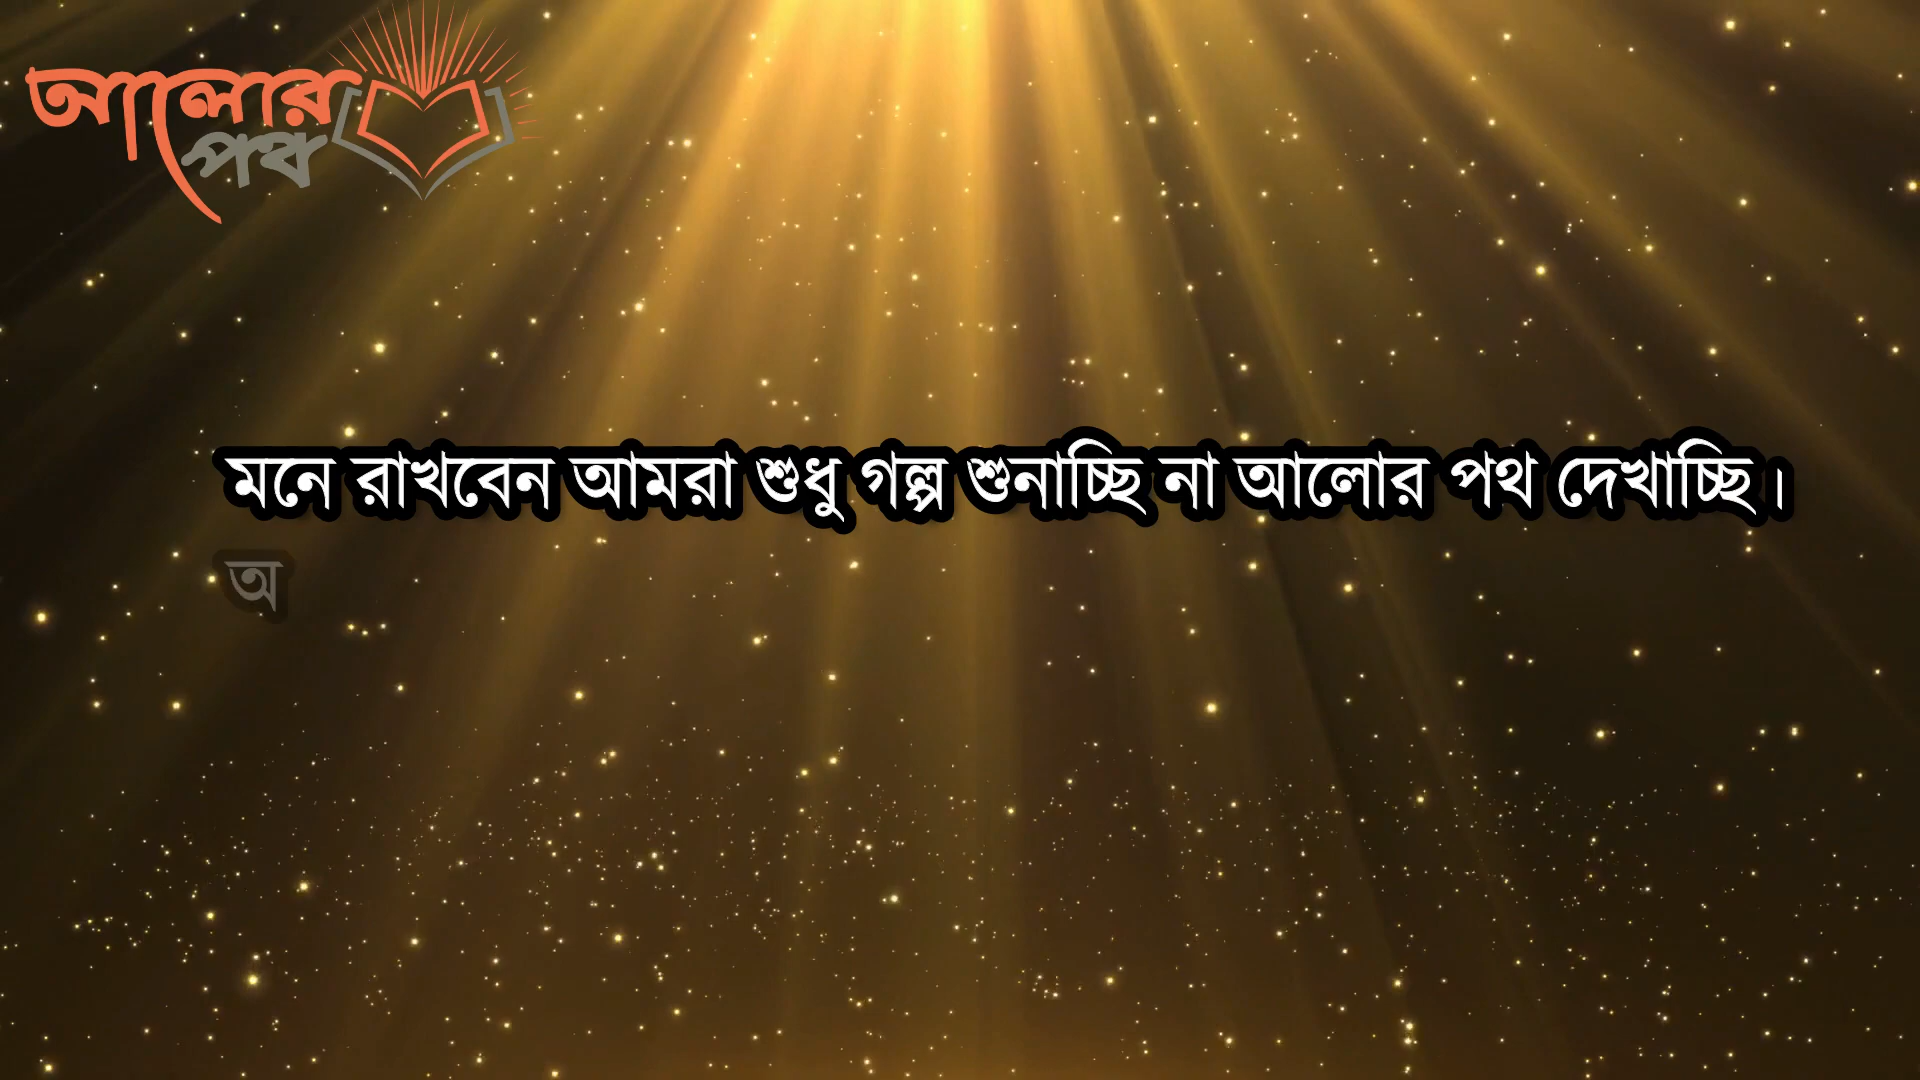 আলোর
পথ
মনে রাখবেন আমরা শুধু গল্প শুনাচ্ছি না আলোর পথ দেখাচ্ছি।
অ